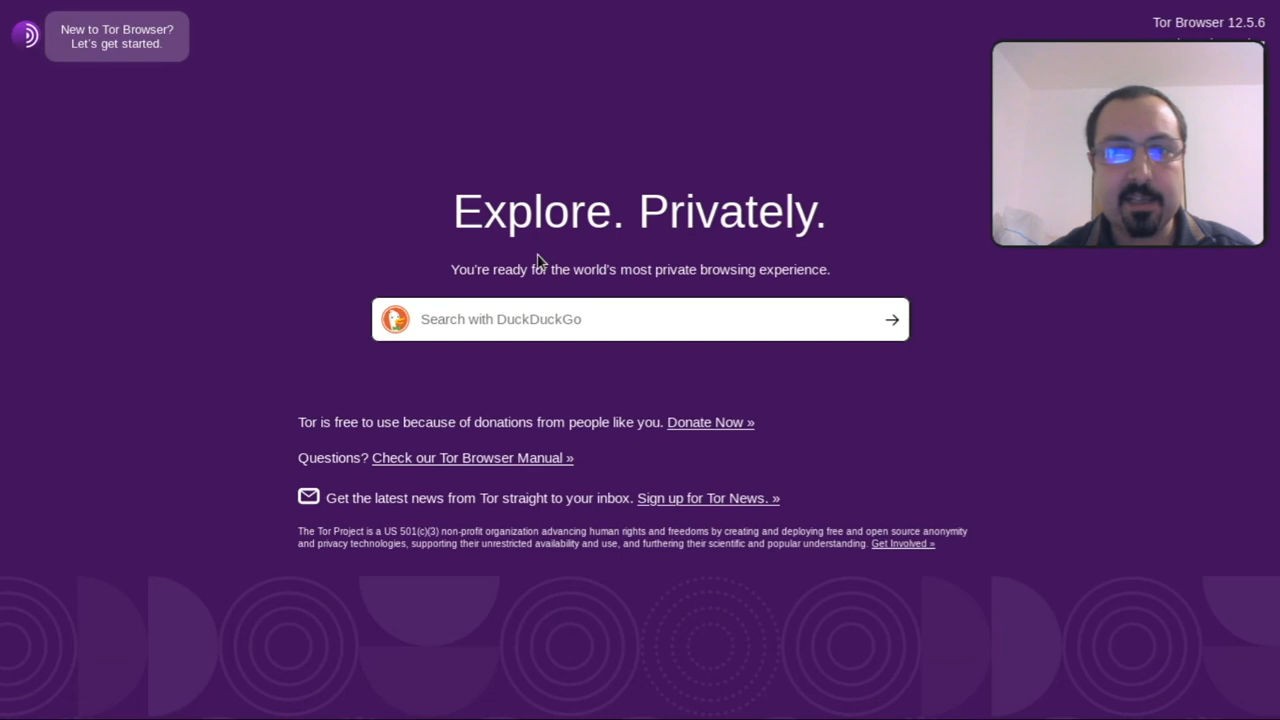 New to Tor Browser?
Let's get started.
Tor Browser 12.5.6
Explore. Privately.
You're ready for the world's most private browsing experience.
Search with DuckDuckGo
Tor is free to use because of donations from people like you. Donate Now »
Questions? Check our Tor Browser Manual »
Get the latest news from Tor straight to your inbox. Sign up for Tor News. »
The Tor Project is a US 501(c)(3) non-profit organization advancing human rights and freedoms by creating and deploying free and open source anonymity
and privacy technologies, supporting their unrestricted availability and use, and furthering their scientific and popular understanding. Get Involved »